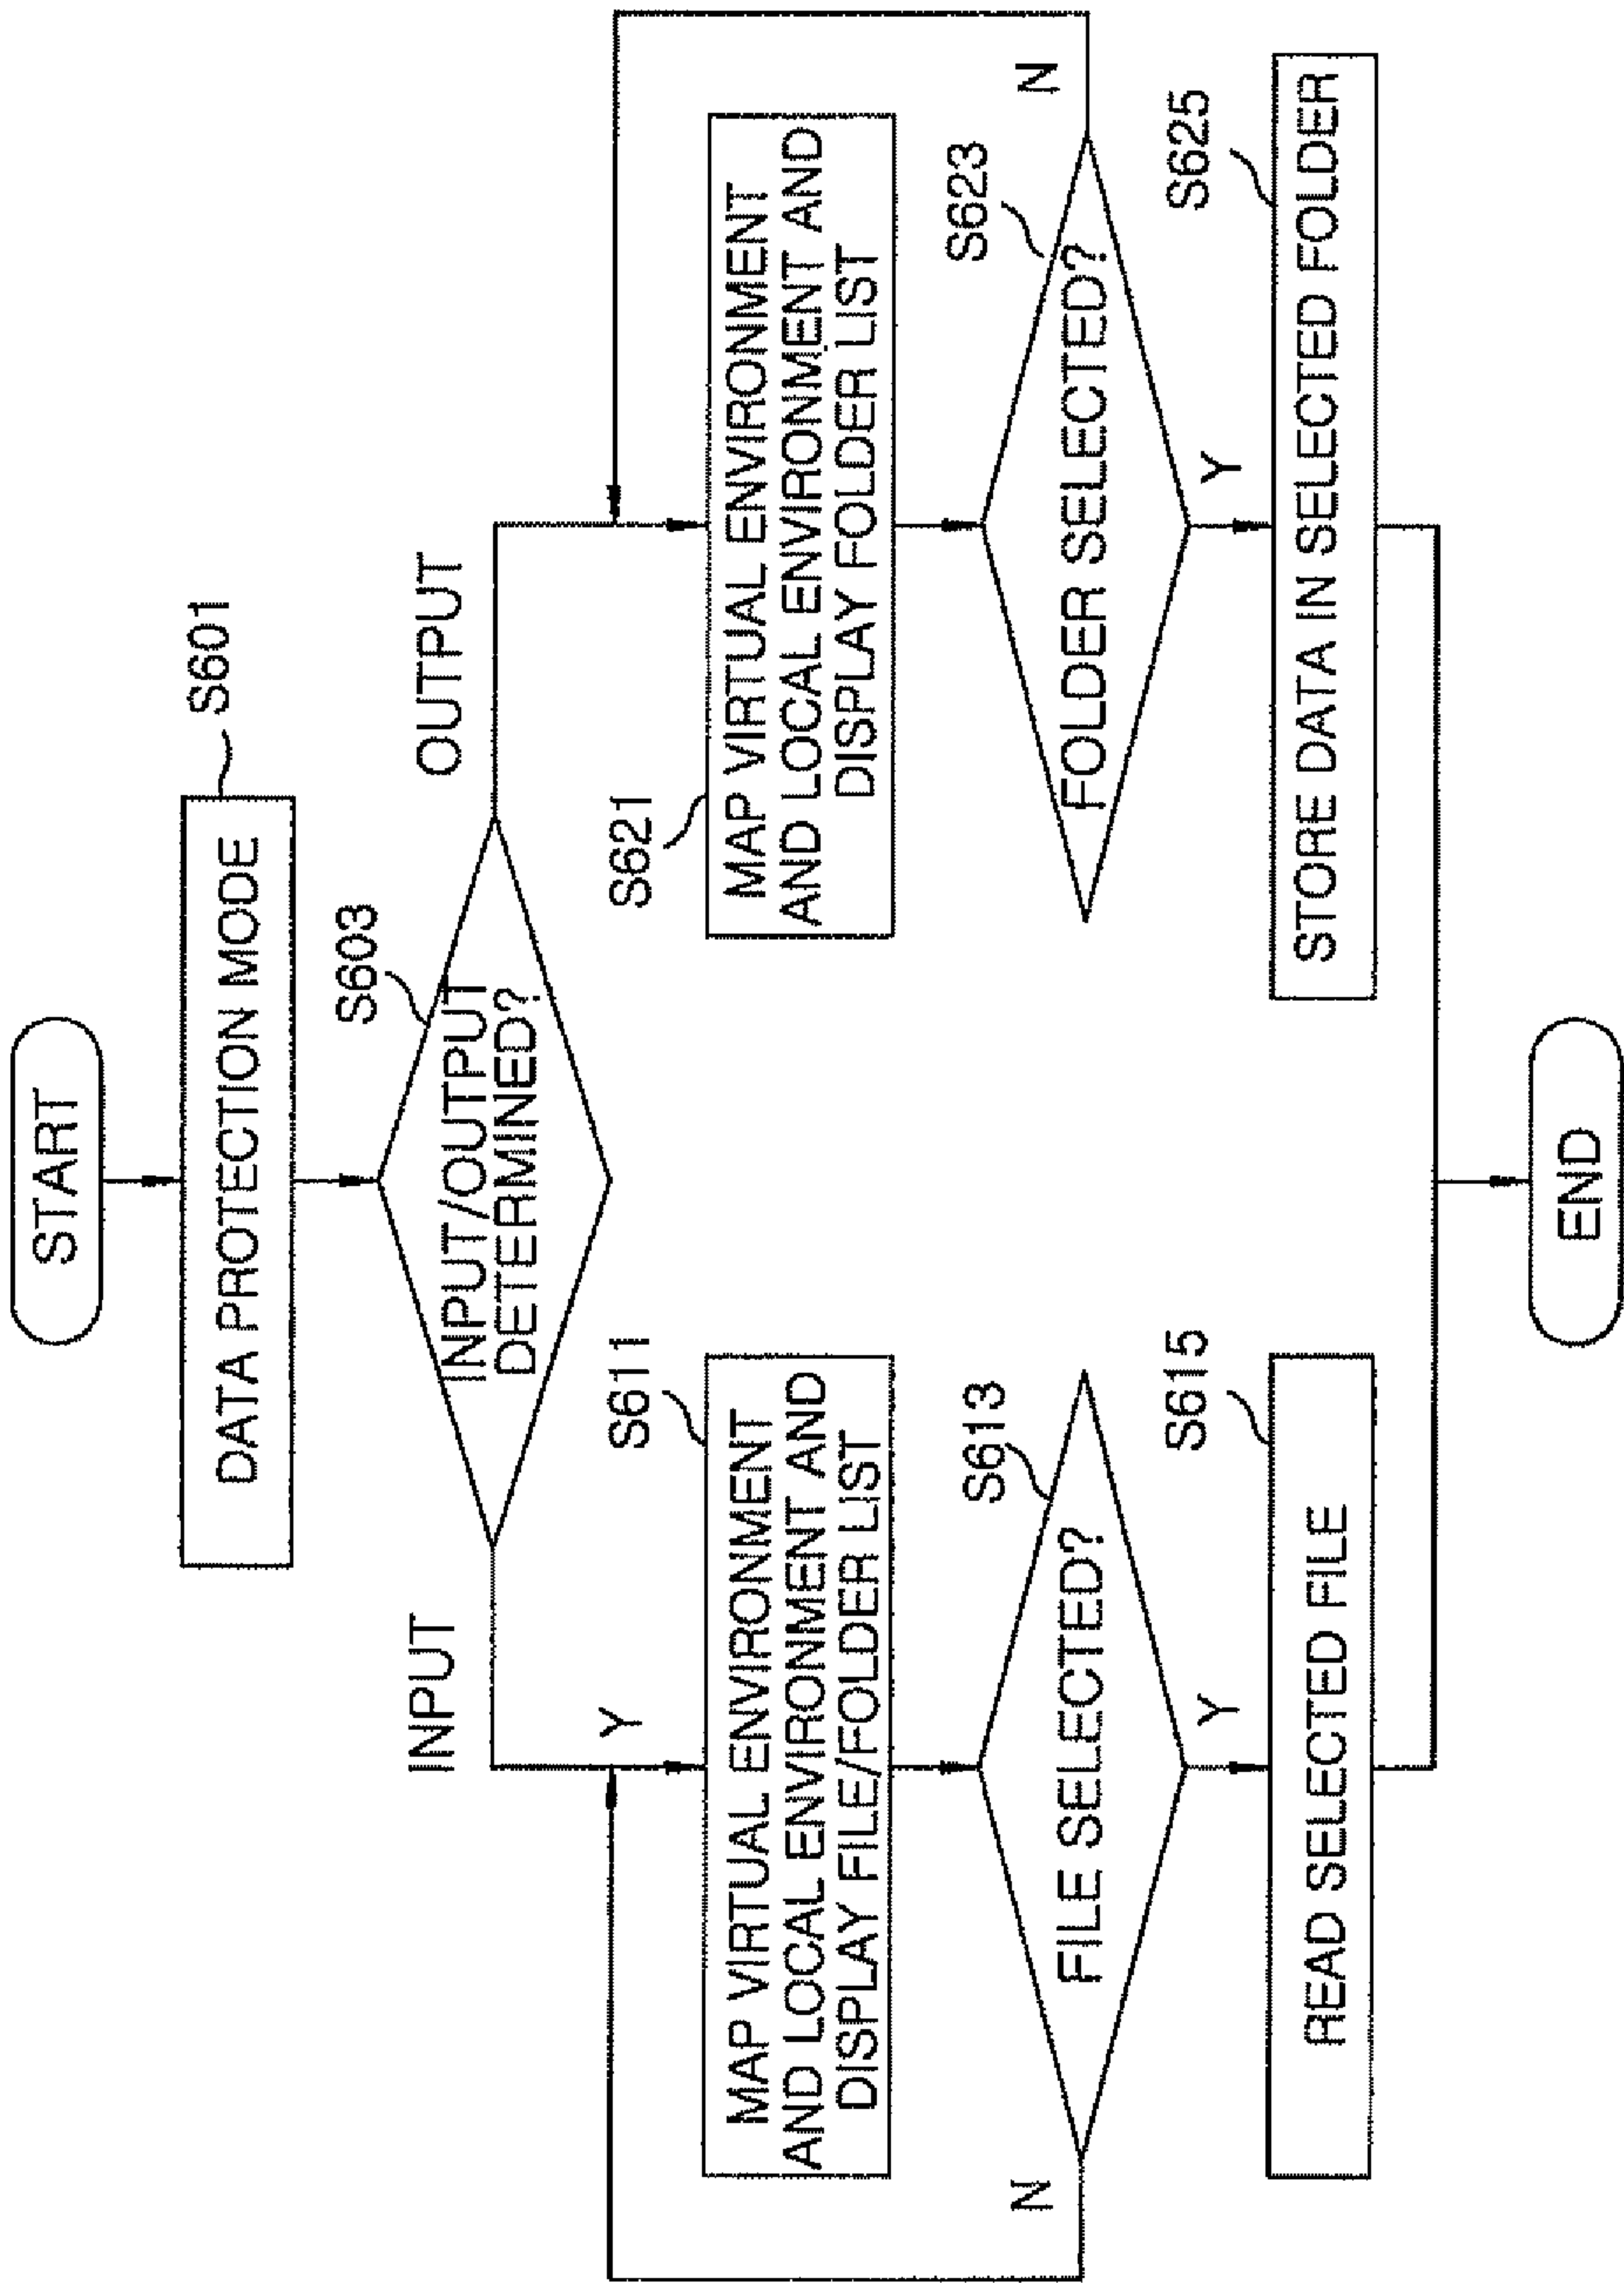 START
DATA PROTECTION MODE
S601
INPUT/OUTPUT
DETERMINED?
S603
INPUT
OUTPUT
Y
S611
MAP VIRTUAL ENVIRONMENT
AND LOCAL ENVIRONMENT AND
DISPLAY FILE/FOLDER LIST
S621
MAP VIRTUAL ENVIRONMENT
AND LOCAL ENVIRONMENT AND
DISPLAY FOLDER LIST
N
FILE SELECTED?
S613
FOLDER SELECTED?
S623
N
Y
Y
READ SELECTED FILE
S615
STORE DATA IN SELECTED FOLDER
S625
END